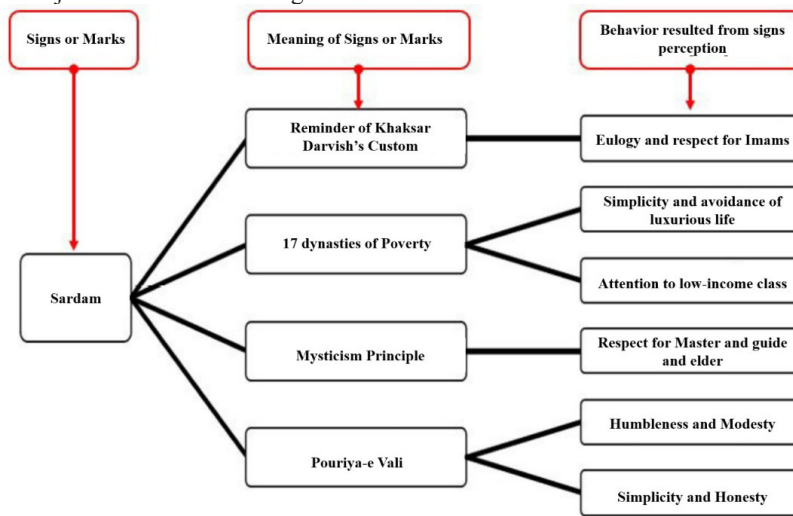 Signs or Marks
Meaning of Signs or Marks
Behavior resulted from signs
perception
Reminder of Khaksar
Darvish's Custom
Eulogy and respect for Imams
Simplicity and avoidance of
luxurious life
17 dynasties of Poverty
Attention to low-income class
Sardam
Mysticism Principle
Respect for Master and guide
and elder
Humbleness and Modesty
Pouriya-e Vali
Simplicity and Honesty